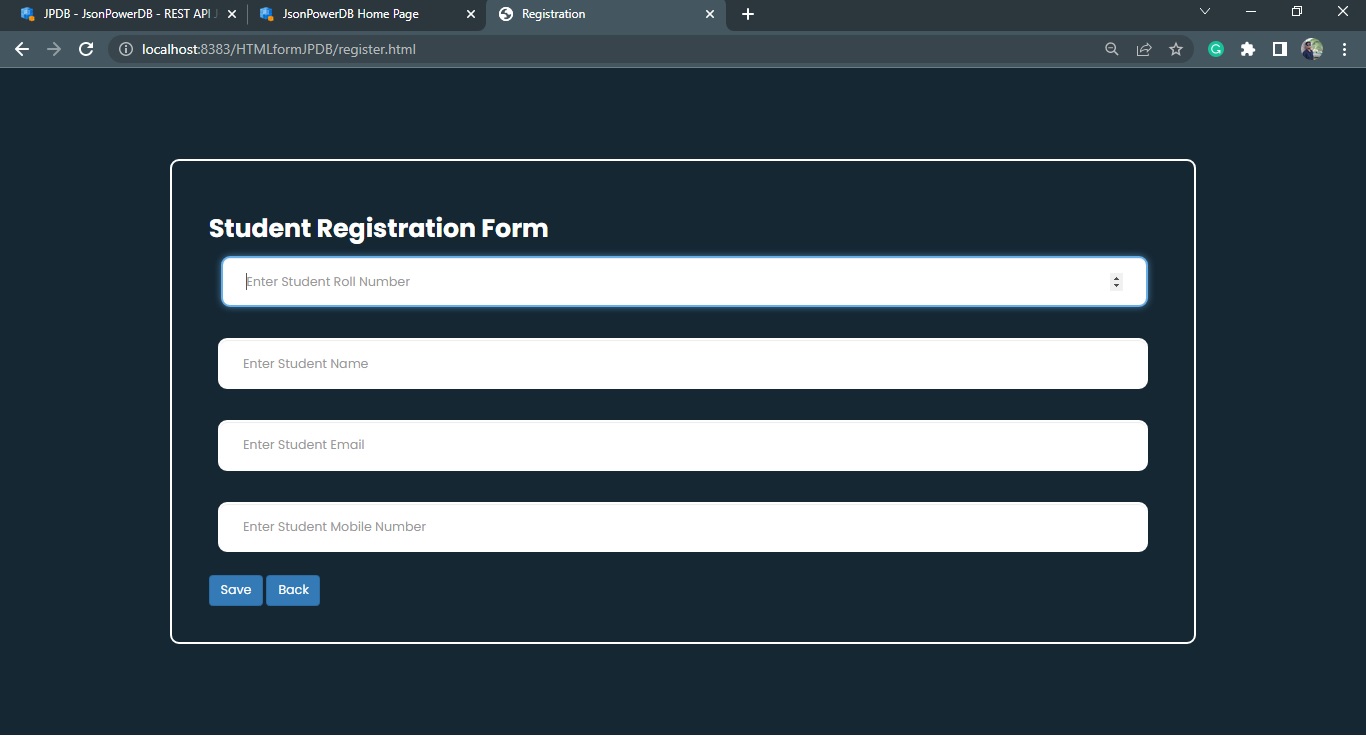 JPDB - JsonPowerDB - REST API
JsonPowerDB Home Page
Registration
localhost:8383/HTMLformJPDB/register.html
Student Registration Form
Enter Student Roll Number
Enter Student Name
Enter Student Email
Enter Student Mobile Number
Save Back